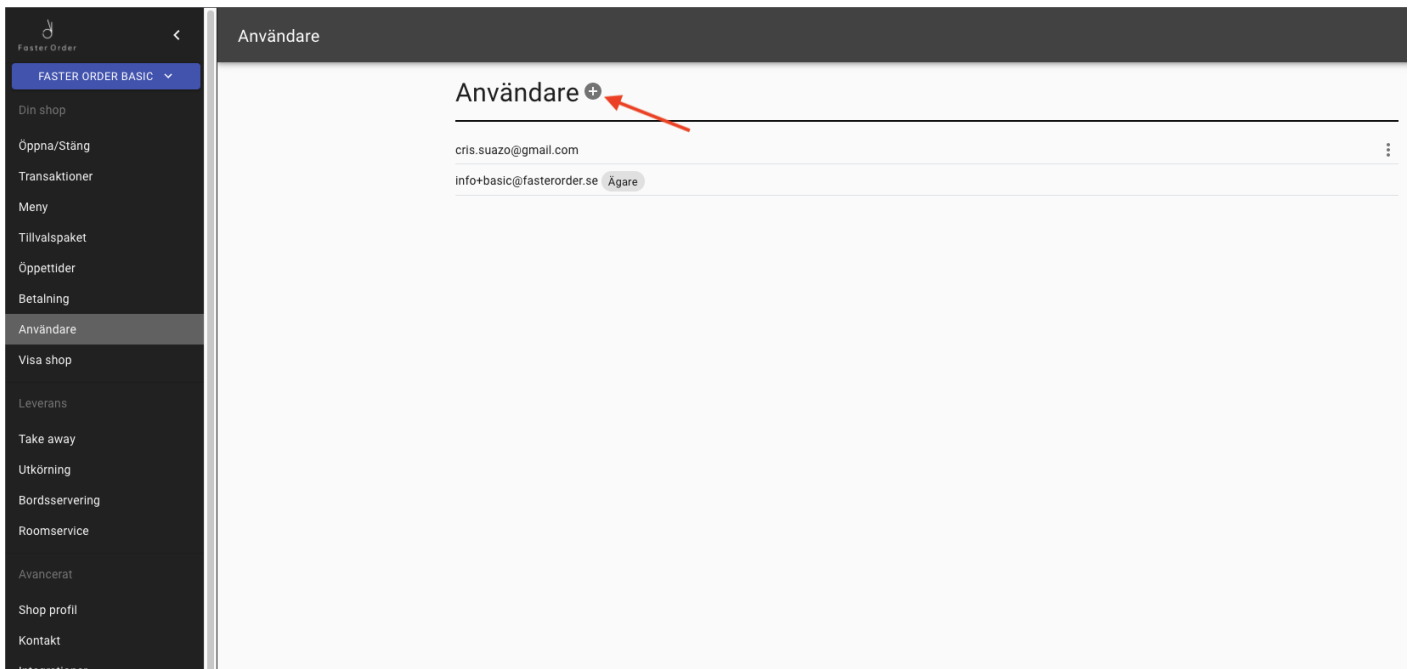 Faster Order
FASTER ORDER BASIC
Din shop
Öppna/Stäng
Transaktioner
Meny
Tillvalspaket
Öppettider
Betalning
Användare
Visa shop
Leverans
Take away
Utkörning
Bordsservering
Roomservice
Avancerat
Shop profil
Kontakt
Användare
Användare
cris.suazo@gmail.com
info+basic@fasterorder.se Ägare